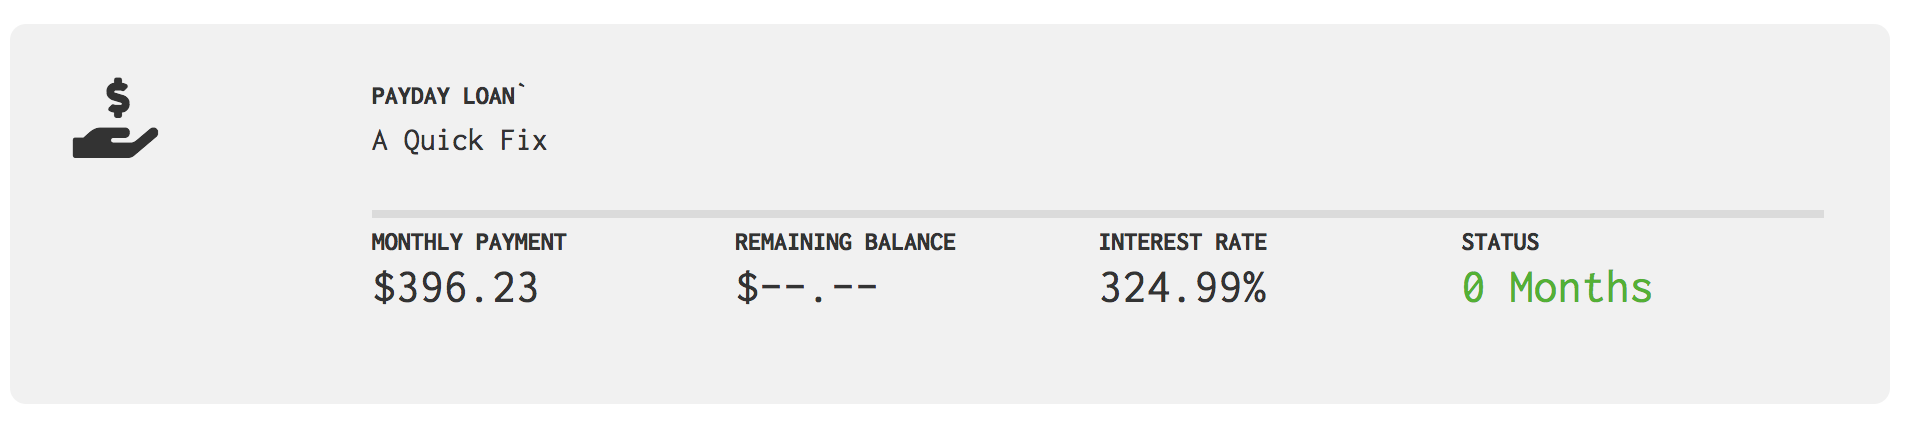 PAYDAY LOAN`
A Quick Fix
MONTHLY PAYMENT REMAINING BALANCE INTEREST RATE STATUS
$396.23 $--.-- 324.99% 0 Months